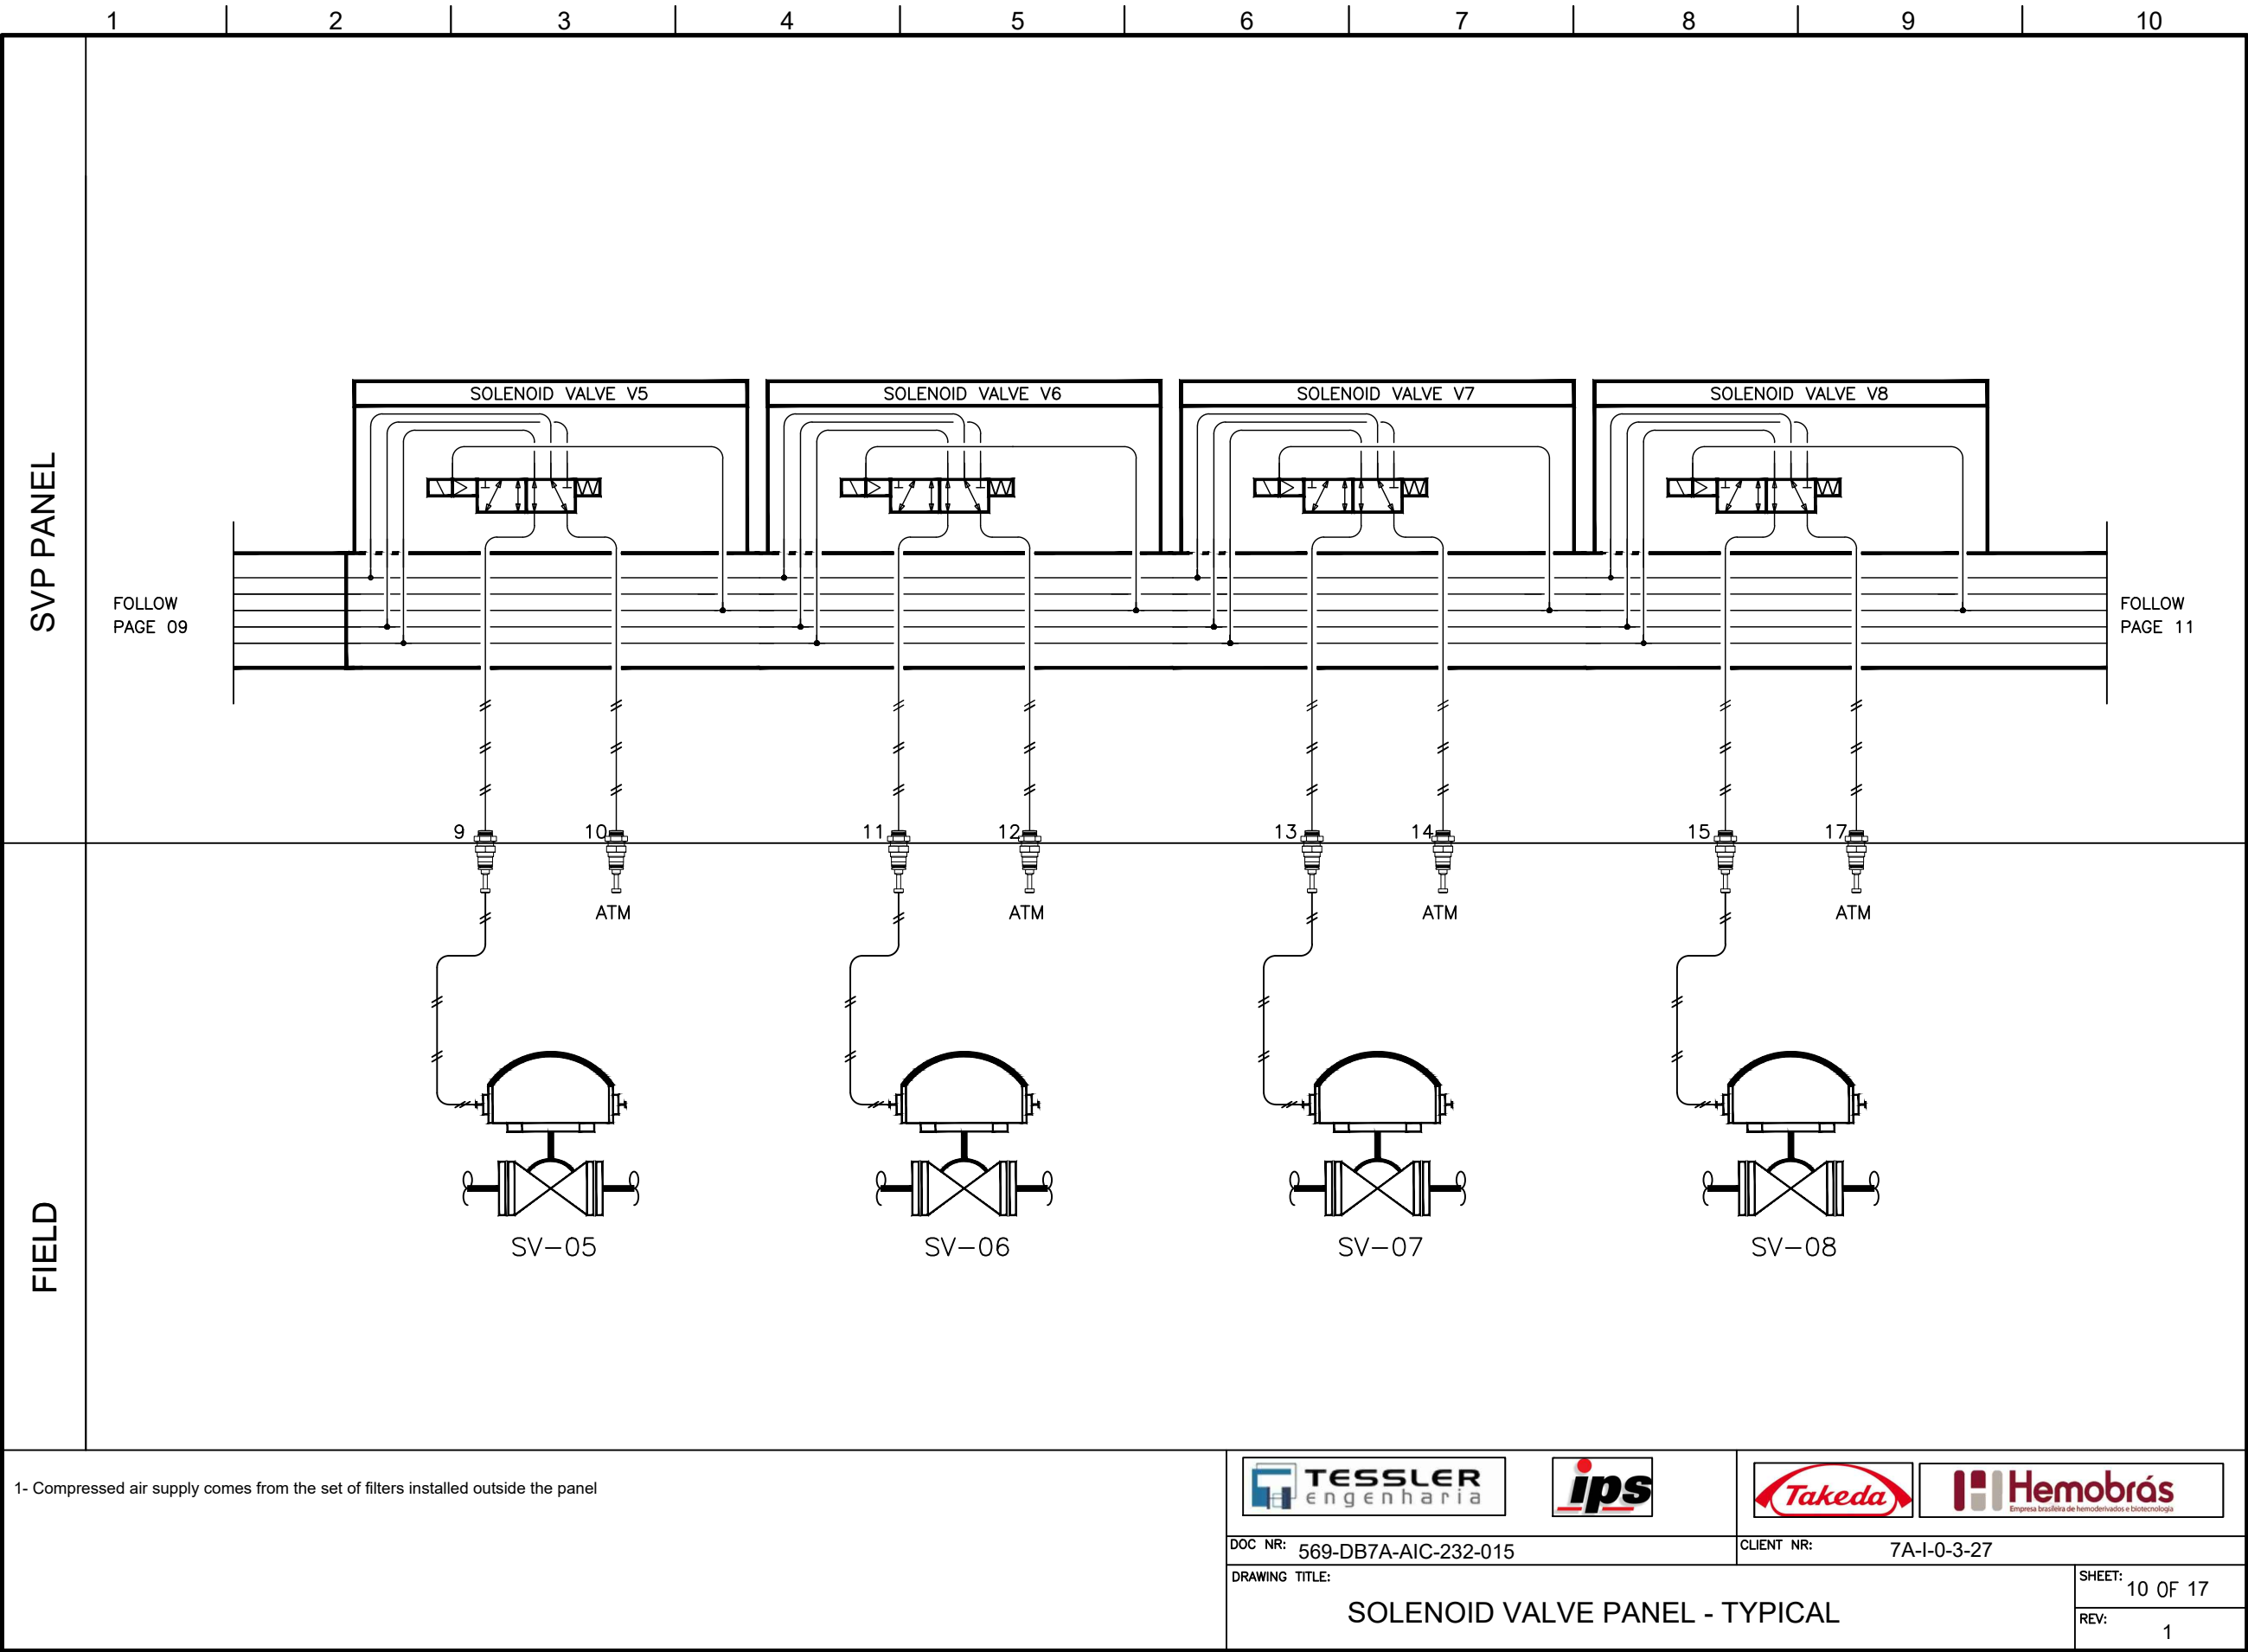 1 2 3 4 5 6 7 8 9 10
SVP PANEL
SOLENOID VALVE V5
SOLENOID VALVE V6
SOLENOID VALVE V7
SOLENOID VALVE V8
FOLLOW
PAGE 09
FOLLOW
PAGE 11
9 10 11 12 13 14 15 17
ATM ATM ATM ATM
FIELD
SV-05 SV-06 SV-07 SV-08
1- Compressed air supply comes from the set of filters installed outside the panel
TESSLER
engenharia
ips
Takeda
Hemobrás
Empresa brasileira de hemoderivados e biotecnologia
DOC NR: 569-DB7A-AIC-232-015
CLIENT NR: 7A-I-0-3-27
DRAWING TITLE:
SOLENOID VALVE PANEL - TYPICAL
SHEET: 10 OF 17
REV: 1